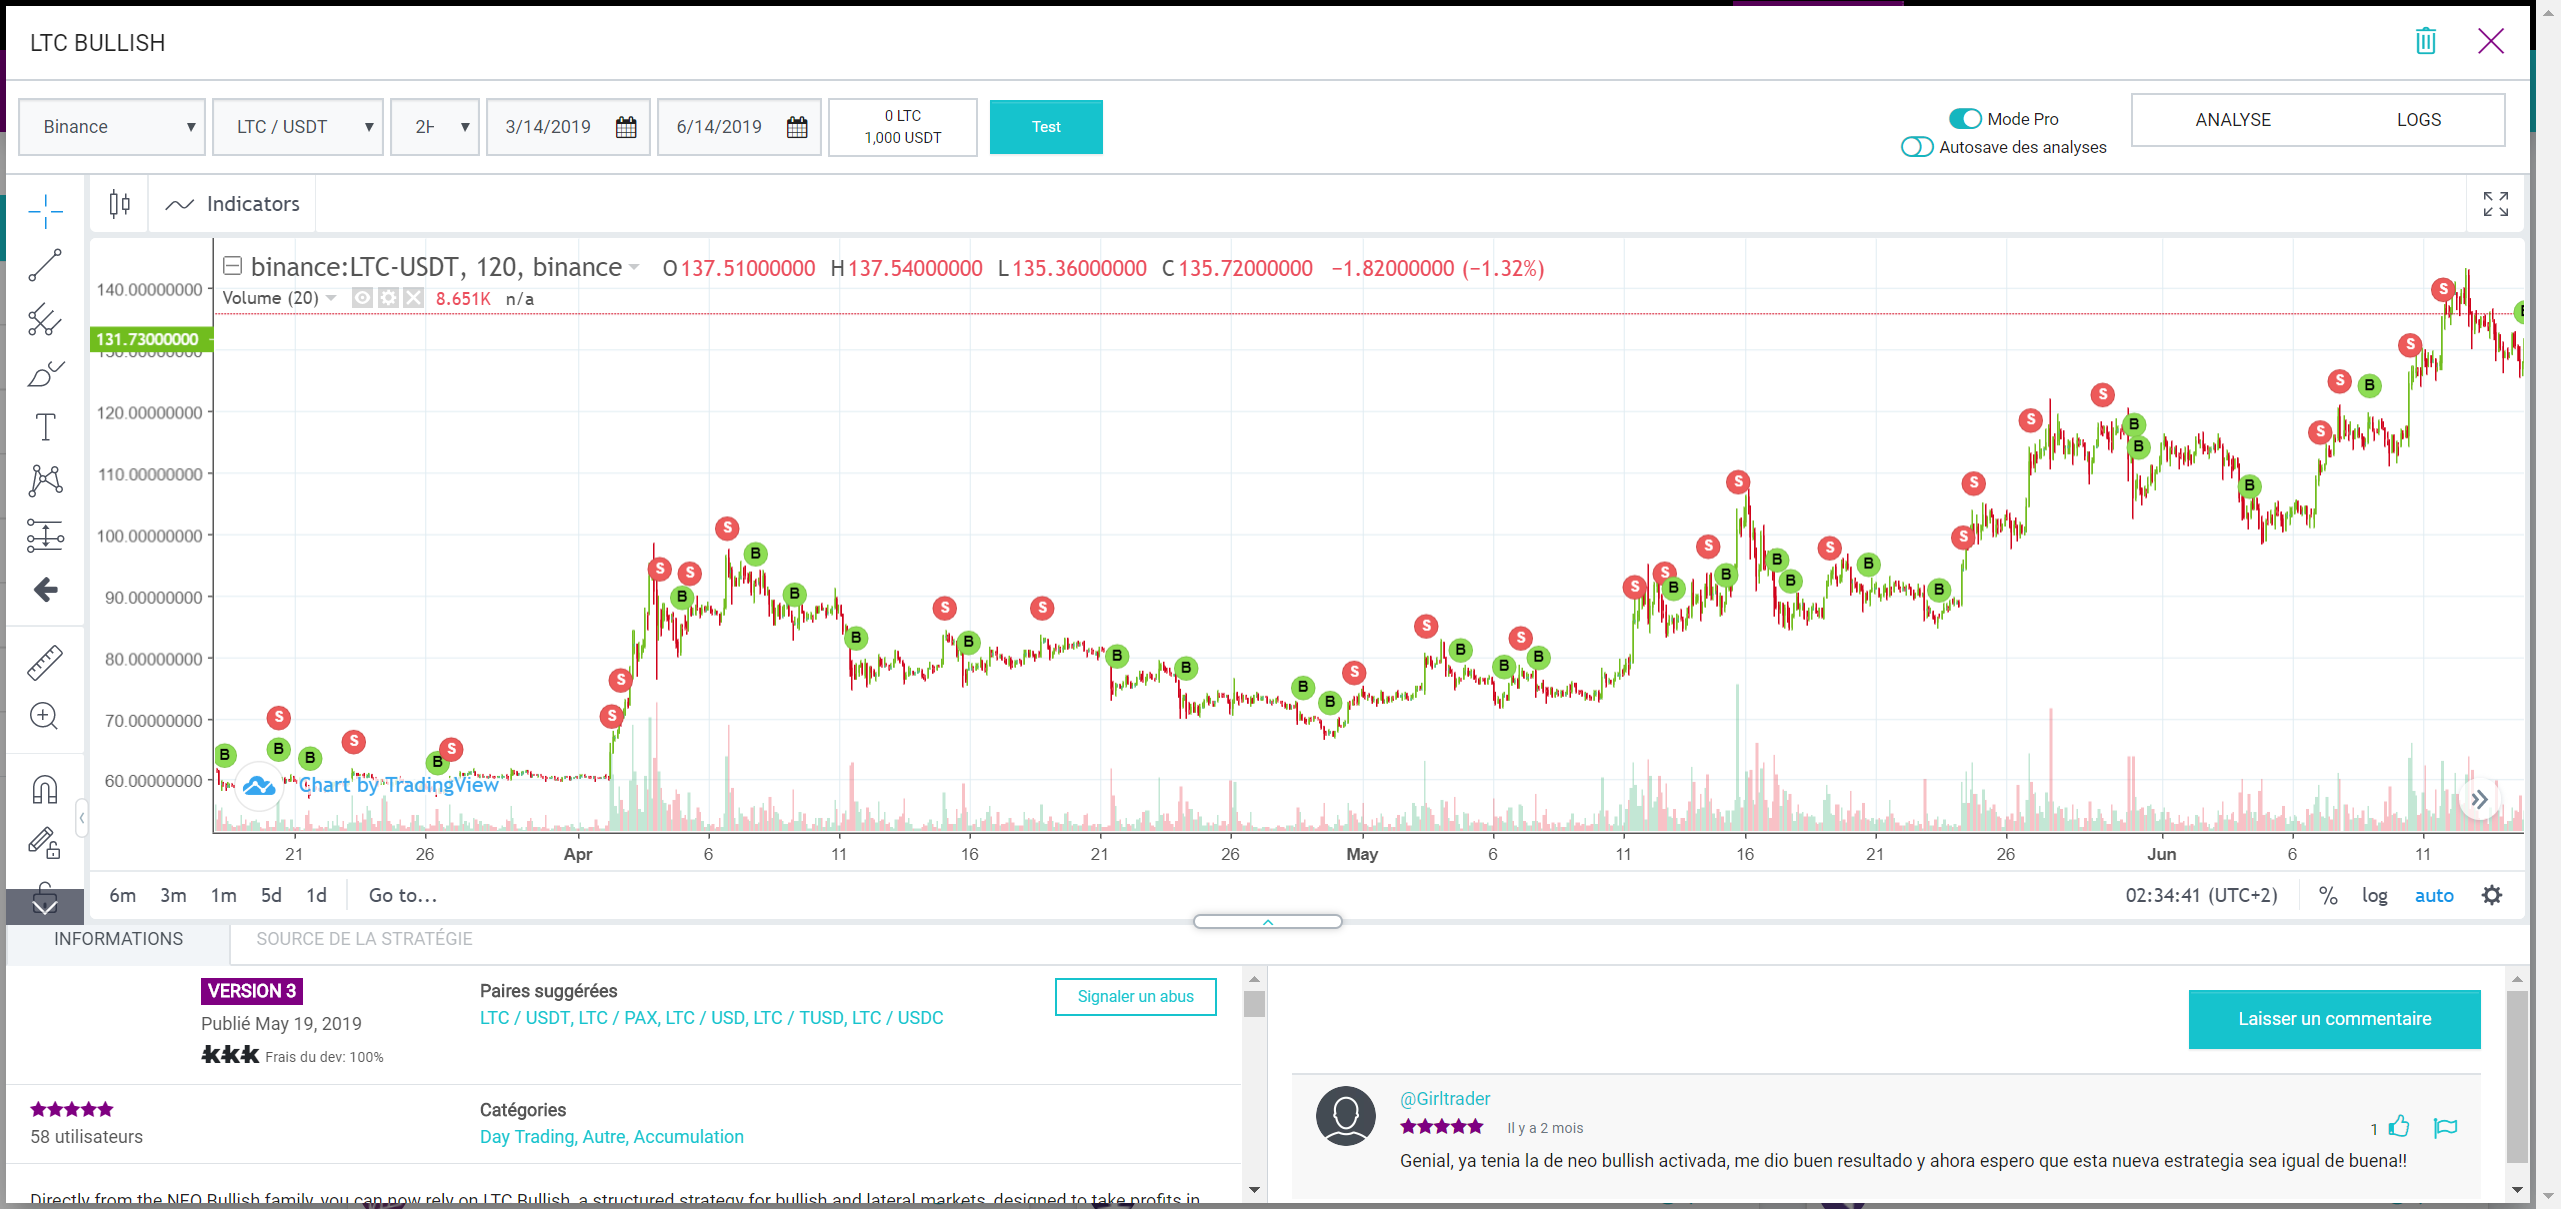 LTC BULLISH
Binance
LTC / USDT
2H
3/14/2019
6/14/2019
0 LTC
1,000 USDT
Test
Mode Pro
Autosave des analyses
ANALYSE
LOGS
Indicators
binance:LTC-USDT, 120, binance O 137.51000000 H 137.54000000 L 135.36000000 C 135.72000000 −1.82000000 (−1.32%)
Volume (20) 8.651K n/a
140.00000000
131.73000000
130.00000000
120.00000000
110.00000000
100.00000000
90.00000000
80.00000000
70.00000000
60.00000000
Chart by TradingView
21 26 Apr 6 11 16 21 26 May 6 11 16 21 26 Jun 6 11
6m 3m 1m 5d 1d Go to...
02:34:41 (UTC+2) % log auto
INFORMATIONS
SOURCE DE LA STRATÉGIE
VERSION 3
Publié May 19, 2019
Frais du dev: 100%
Paires suggérées
LTC / USDT, LTC / PAX, LTC / USD, LTC / TUSD, LTC / USDC
Signaler un abus
58 utilisateurs
Catégories
Day Trading, Autre, Accumulation
Directly from the NEO Bullish family, you can now rely on LTC Bullish, a structured strategy for bullish and lateral markets, designed to take profits in
Laisser un commentaire
@Girltrader
Il y a 2 mois
1
Genial, ya tenia la de neo bullish activada, me dio buen resultado y ahora espero que esta nueva estrategia sea igual de buena!!